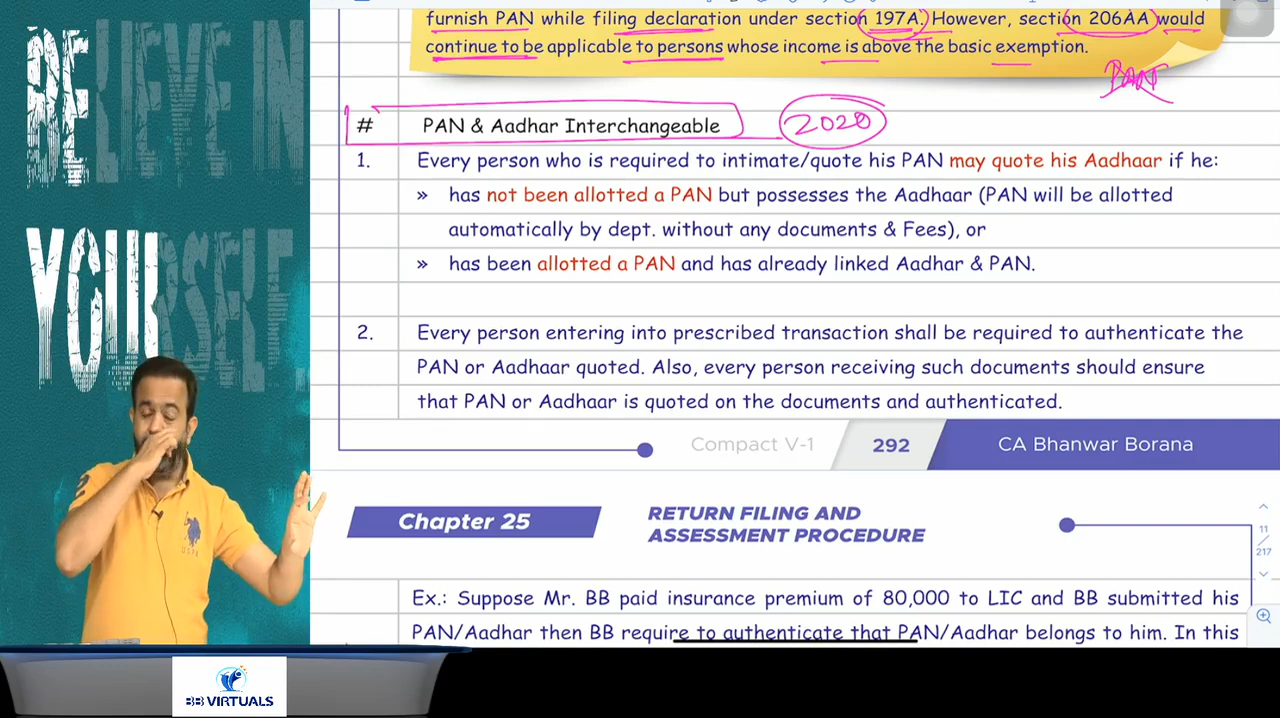 BELIEVE IN
YOURSELF
furnish PAN while filing declaration under section 197A. However, section 206AA would
continue to be applicable to persons whose income is above the basic exemption.
PAN
# PAN & Aadhar Interchangeable 2020
1. Every person who is required to intimate/quote his PAN may quote his Aadhaar if he:
» has not been allotted a PAN but possesses the Aadhaar (PAN will be allotted
automatically by dept. without any documents & Fees), or
» has been allotted a PAN and has already linked Aadhar & PAN.
2. Every person entering into prescribed transaction shall be required to authenticate the
PAN or Aadhaar quoted. Also, every person receiving such documents should ensure
that PAN or Aadhaar is quoted on the documents and authenticated.
Compact V-1 292 CA Bhanwar Borana
Chapter 25 RETURN FILING AND
ASSESSMENT PROCEDURE
11
/
217
Ex.: Suppose Mr. BB paid insurance premium of 80,000 to LIC and BB submitted his
PAN/Aadhar then BB require to authenticate that PAN/Aadhar belongs to him. In this
BB VIRTUALS